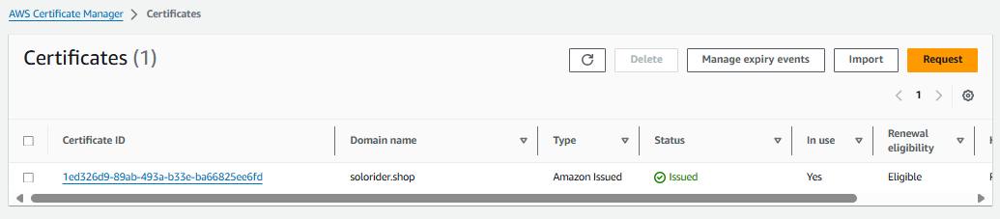 AWS Certificate Manager > Certificates
Certificates (1)
Delete
Manage expiry events
Import
Request
1
Certificate ID
Domain name
Type
Status
In use
Renewal
eligibility
1ed326d9-89ab-493a-b33e-ba66825ee6fd
solorider.shop
Amazon Issued
Issued
Yes
Eligible